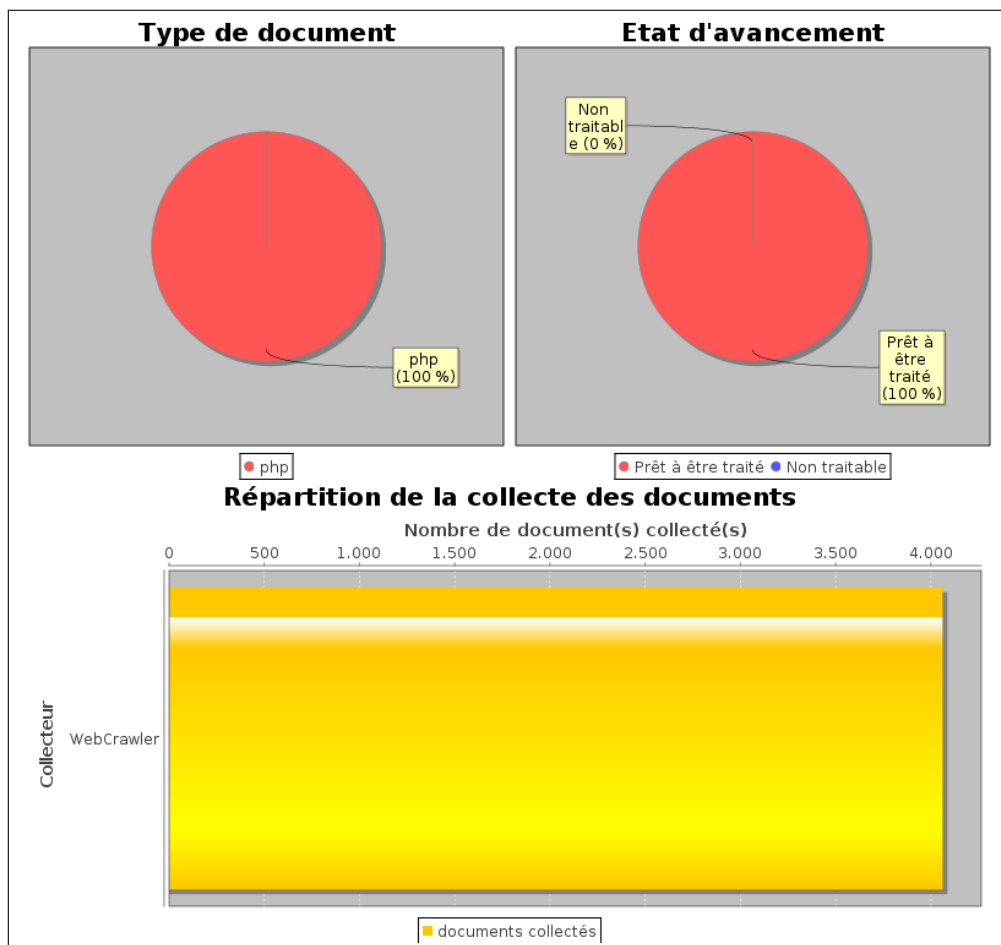 Type de document
php
(100 %)
php
Etat d'avancement
Non
traitabl
e (0 %)
Prêt à
être
traité
(100 %)
Prêt à être traité
Non traitable
Répartition de la collecte des documents
Nombre de document(s) collecté(s)
0 500 1.000 1.500 2.000 2.500 3.000 3.500 4.000
Collecteur
WebCrawler
documents collectés